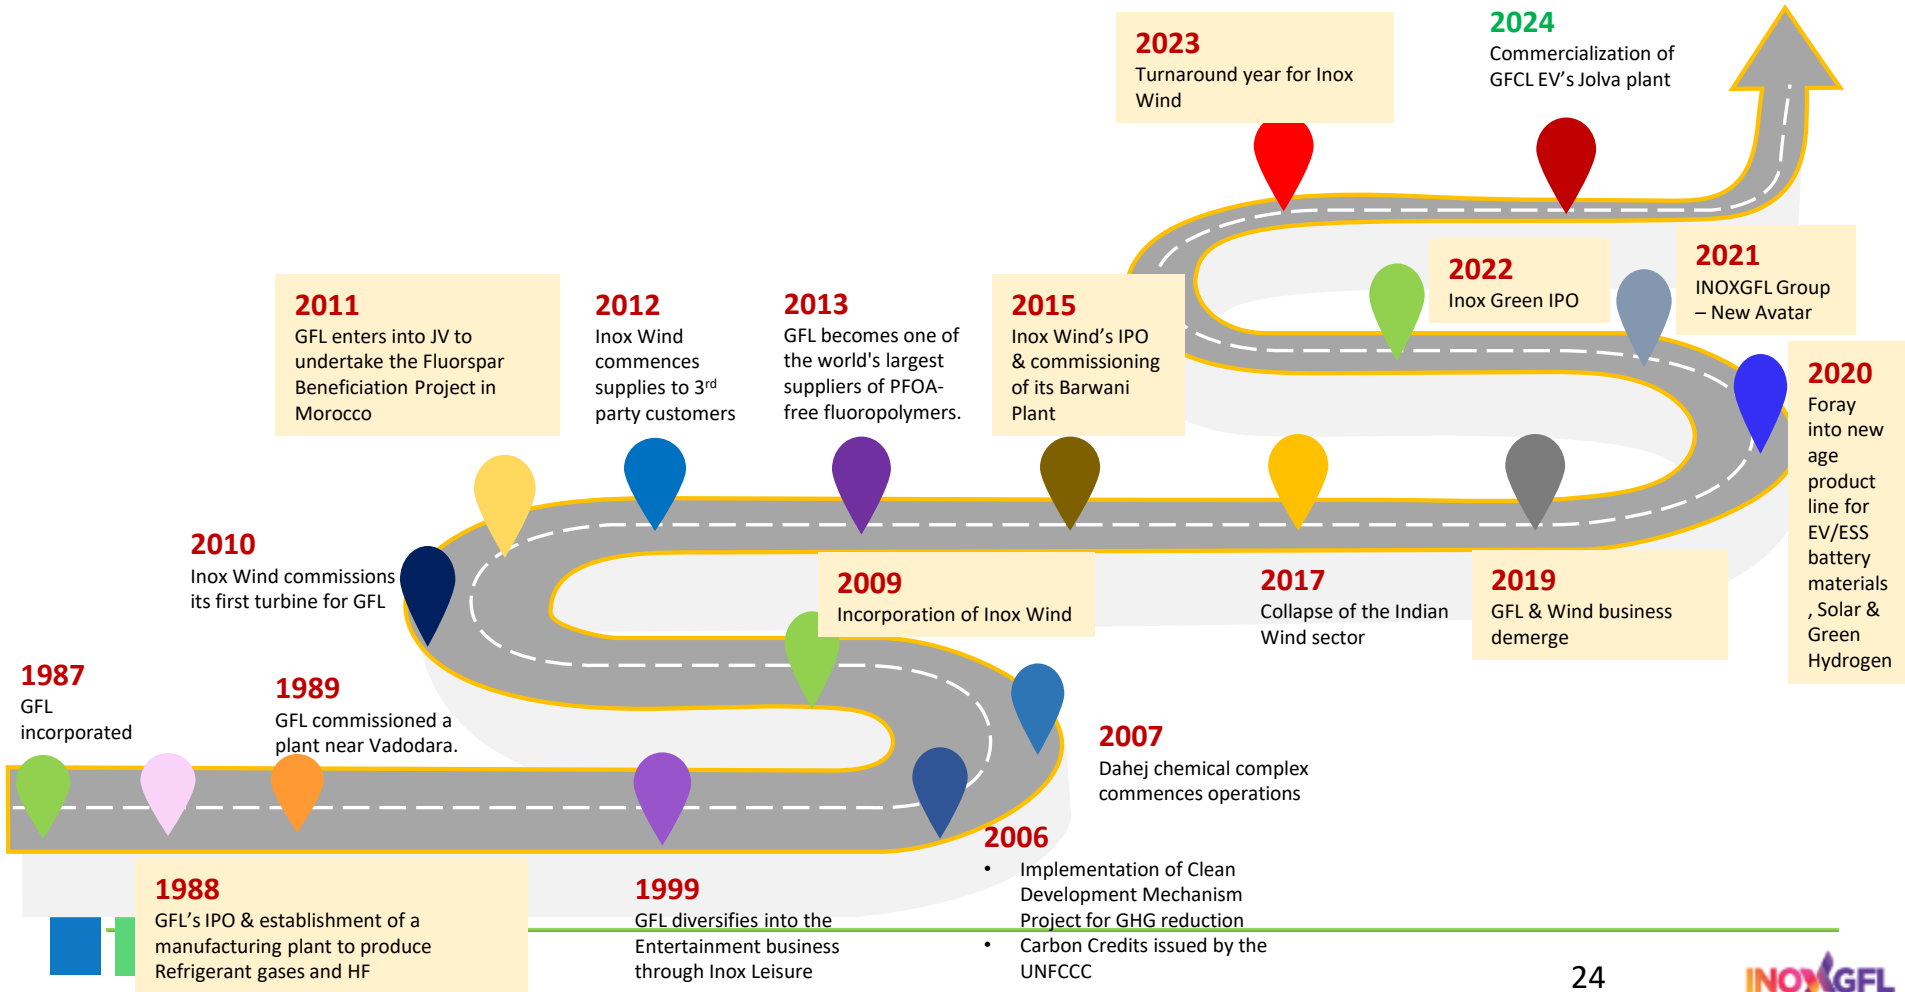 2023
Turnaround year for Inox
Wind
2024
Commercialization of
GFCL EV's Jolva plant
2022
Inox Green IPO
2021
INOXGFL Group
– New Avatar
2011
GFL enters into JV to
undertake the Fluorspar
Beneficiation Project in
Morocco
2012
Inox Wind
commences
supplies to 3rd
party customers
2013
GFL becomes one of
the world's largest
suppliers of PFOA-
free fluoropolymers.
2015
Inox Wind's IPO
& commissioning
of its Barwani
Plant
2020
Foray
into new
age
product
line for
EV/ESS
battery
materials
, Solar &
Green
Hydrogen
2010
Inox Wind commissions
its first turbine for GFL
2009
Incorporation of Inox Wind
2017
Collapse of the Indian
Wind sector
2019
GFL & Wind business
demerge
1987
GFL
incorporated
1989
GFL commissioned a
plant near Vadodara.
2007
Dahej chemical complex
commences operations
1988
GFL's IPO & establishment of a
manufacturing plant to produce
Refrigerant gases and HF
1999
GFL diversifies into the
Entertainment business
through Inox Leisure
2006
• Implementation of Clean
Development Mechanism
Project for GHG reduction
• Carbon Credits issued by the
UNFCCC
24
INOXGFL